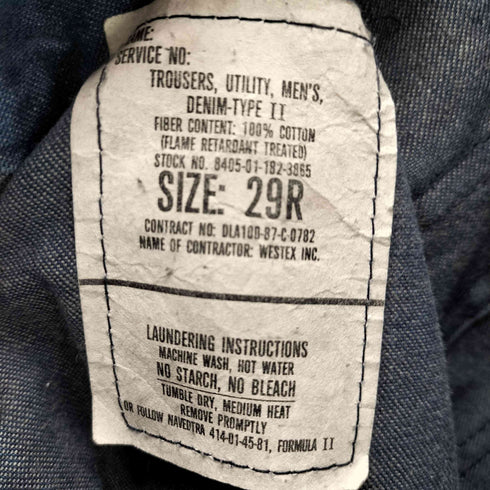 NAME:
SERVICE NO:
TROUSERS, UTILITY, MEN'S,
DENIM-TYPE II
FIBER CONTENT: 100% COTTON
(FLAME RETARDANT TREATED)
STOCK NO. 8405-01-182-3965
SIZE: 29R
CONTRACT NO: DLA100-87-C-0782
NAME OF CONTRACTOR: WESTEX INC.
LAUNDERING INSTRUCTIONS
MACHINE WASH, HOT WATER
NO STARCH, NO BLEACH
TUMBLE DRY, MEDIUM HEAT
REMOVE PROMPTLY
OR FOLLOW NAVEDTRA 414-01-45-81, FORMULA II